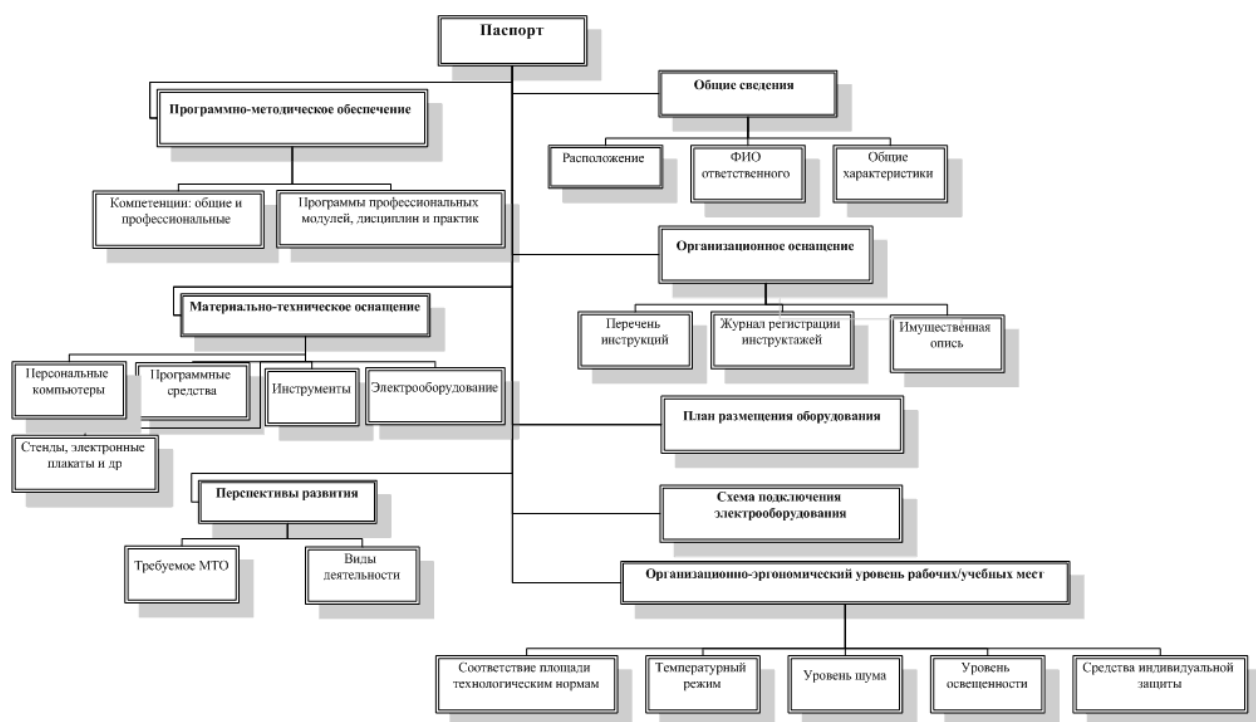 Паспорт
Общие сведения
Программно-методическое обеспечение
Расположение
ФИО
ответственного
Общие
характеристики
Компетенции: общие и
профессиональные
Программы профессиональных
модулей, дисциплин и практик
Организационное оснащение
Материально-техническое оснащение
Перечень
инструкций
Журнал регистрации
инструктажей
Имущественная
опись
Персональные
компьютеры
Программные
средства
Инструменты
Электрооборудование
План размещения оборудования
Стенды, электронные
плакаты и др
Перспективы развития
Схема подключения
электрооборудования
Требуемое МТО
Виды
деятельности
Организационно-эргономический уровень рабочих/учебных мест
Соответствие площади
технологическим нормам
Температурный
режим
Уровень шума
Уровень
освещенности
Средства индивидуальной
защиты